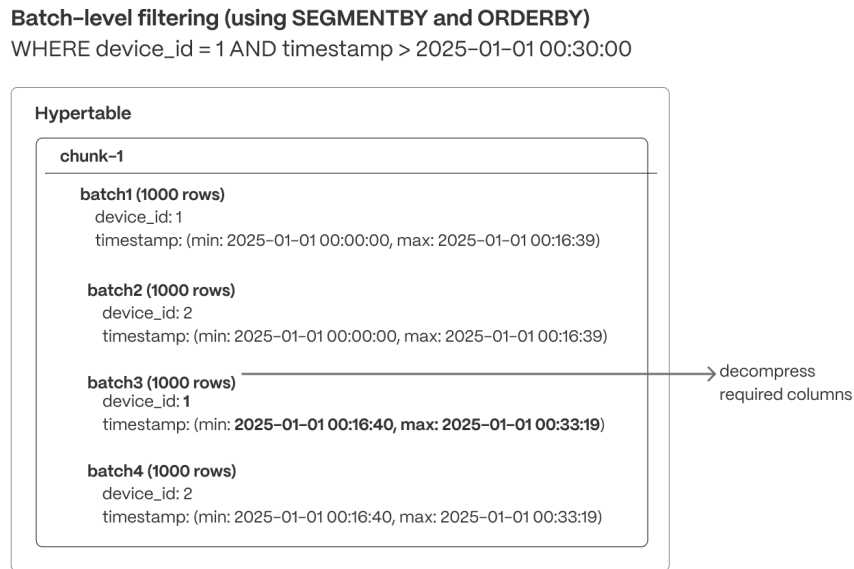 Batch-level filtering (using SEGMENTBY and ORDERBY)
WHERE device_id = 1 AND timestamp > 2025-01-01 00:30:00
Hypertable
chunk-1
batch1 (1000 rows)
device_id: 1
timestamp: (min: 2025-01-01 00:00:00, max: 2025-01-01 00:16:39)
batch2 (1000 rows)
device_id: 2
timestamp: (min: 2025-01-01 00:00:00, max: 2025-01-01 00:16:39)
batch3 (1000 rows)
device_id: 1
timestamp: (min: 2025-01-01 00:16:40, max: 2025-01-01 00:33:19)
decompress
required columns
batch4 (1000 rows)
device_id: 2
timestamp: (min: 2025-01-01 00:16:40, max: 2025-01-01 00:33:19)